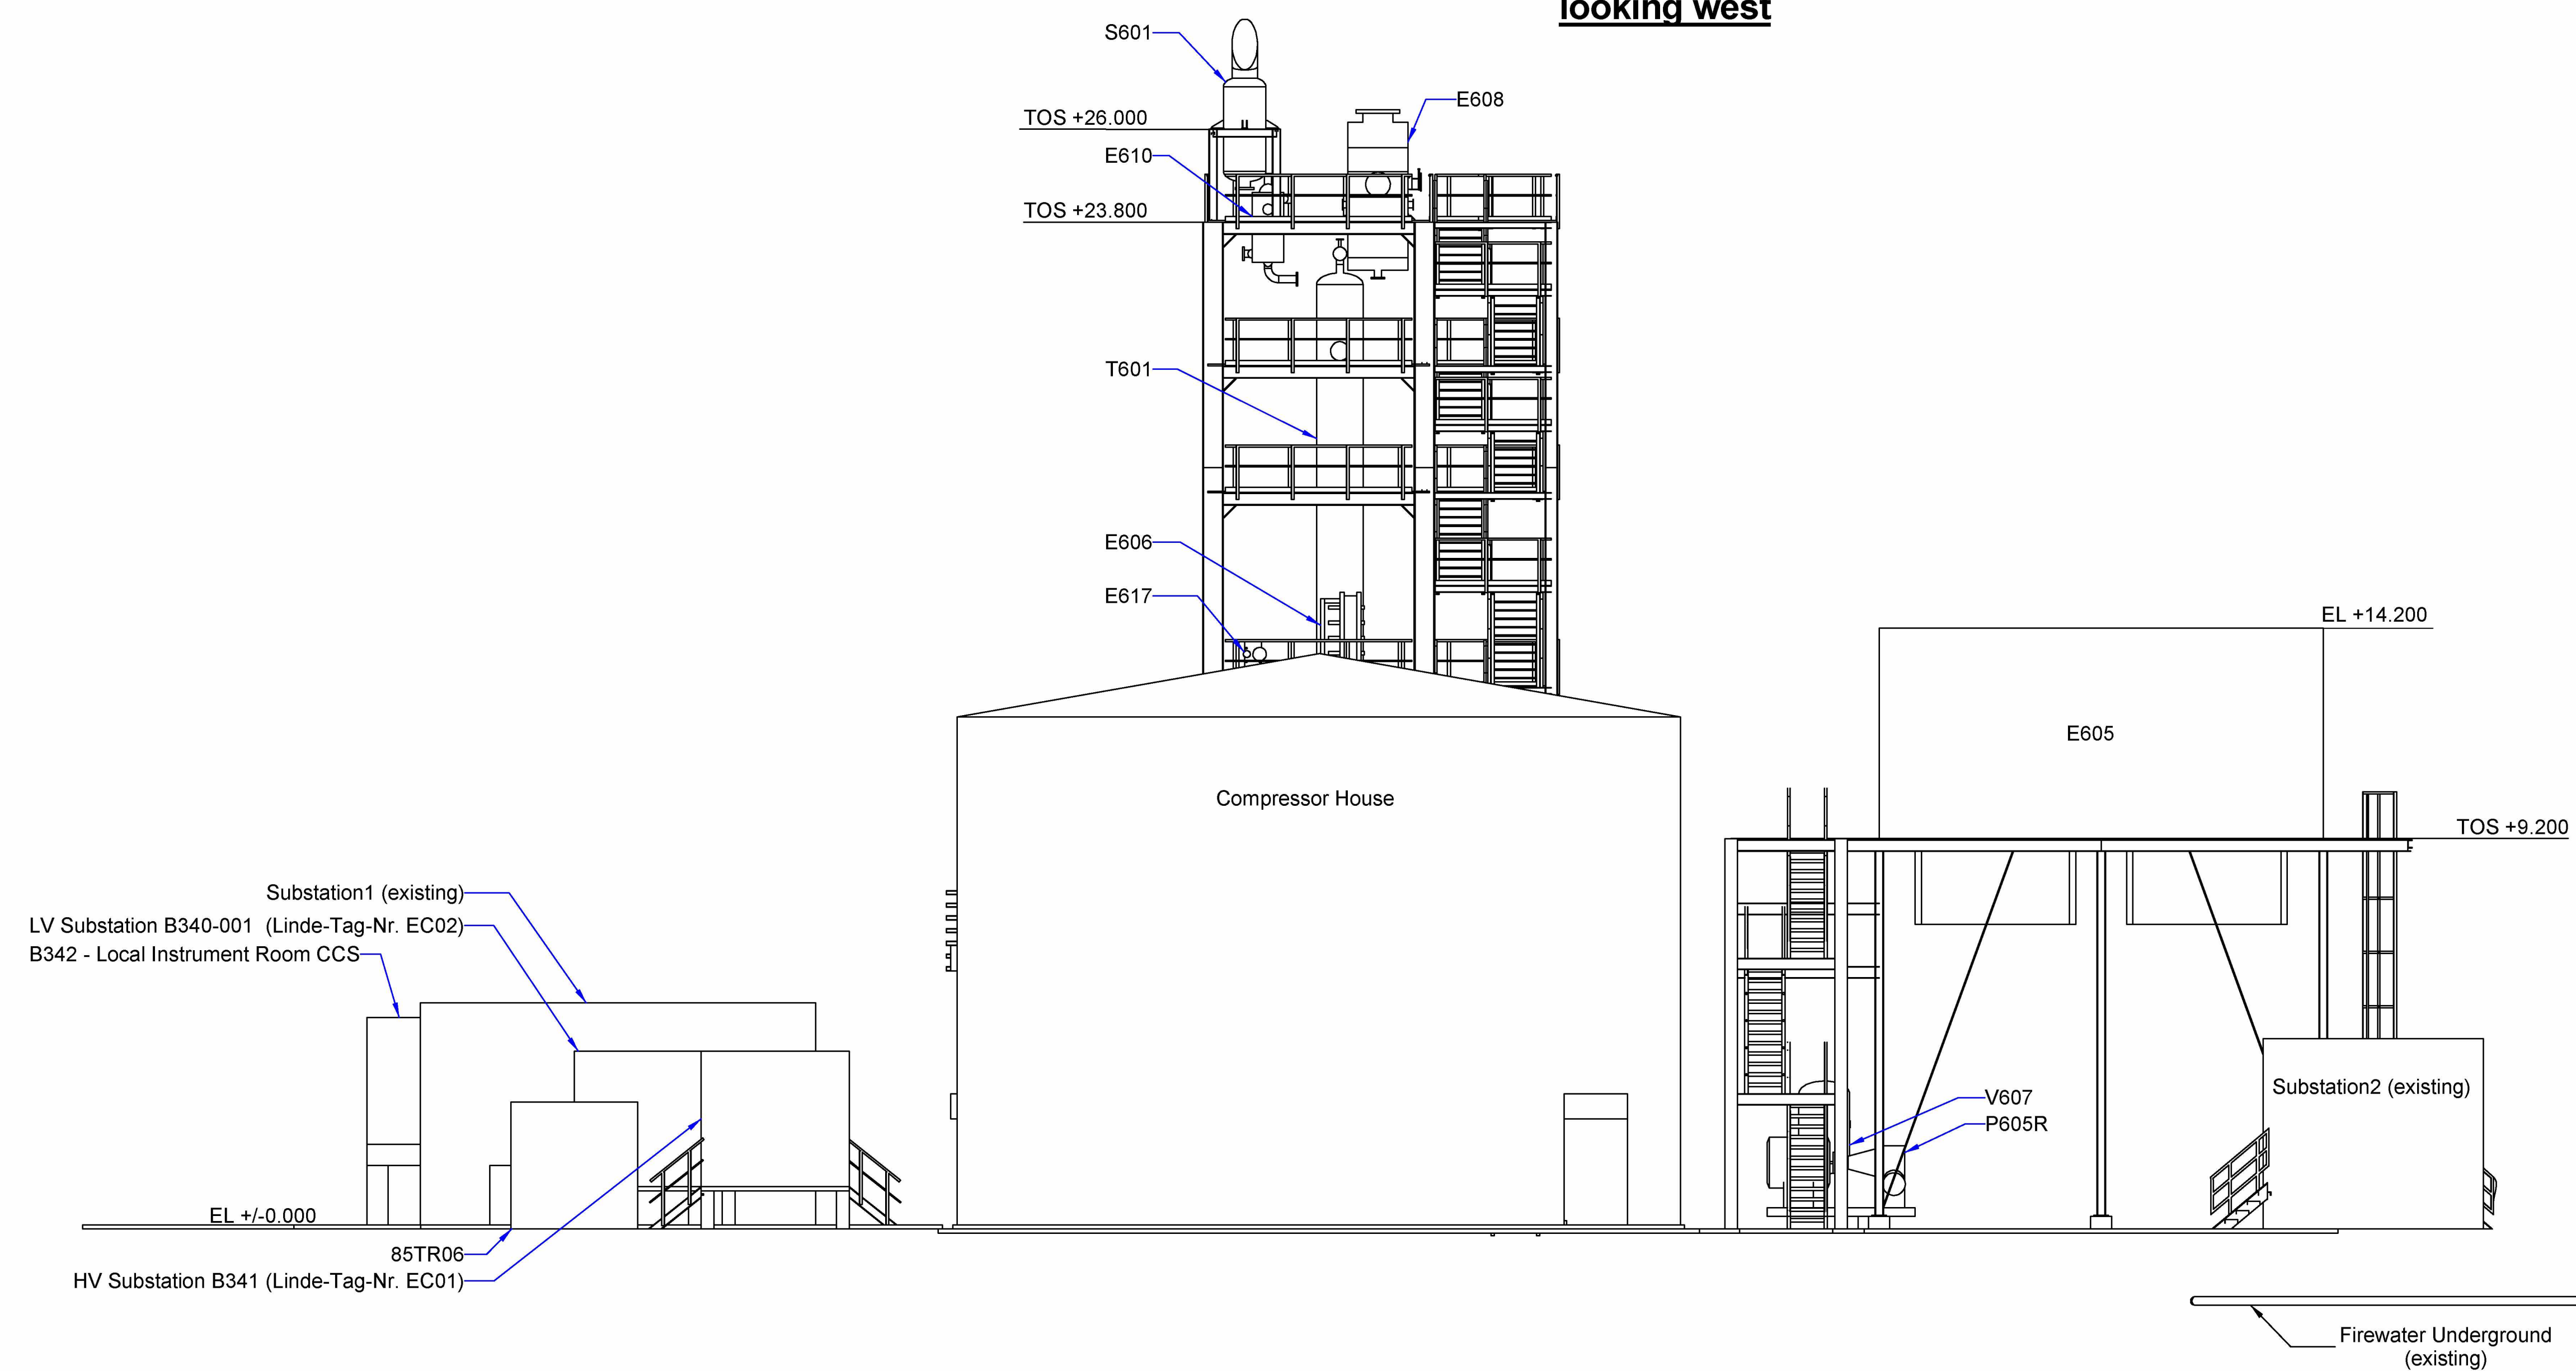 looking west
S601
E608
TOS +26.000
E610
TOS +23.800
T601
E606
E617
EL +14.200
E605
Compressor House
TOS +9.200
Substation1 (existing)
LV Substation B340-001 (Linde-Tag-Nr. EC02)
B342 - Local Instrument Room CCS
Substation2 (existing)
V607
P605R
EL +/-0.000
85TR06
HV Substation B341 (Linde-Tag-Nr. EC01)
Firewater Underground
(existing)